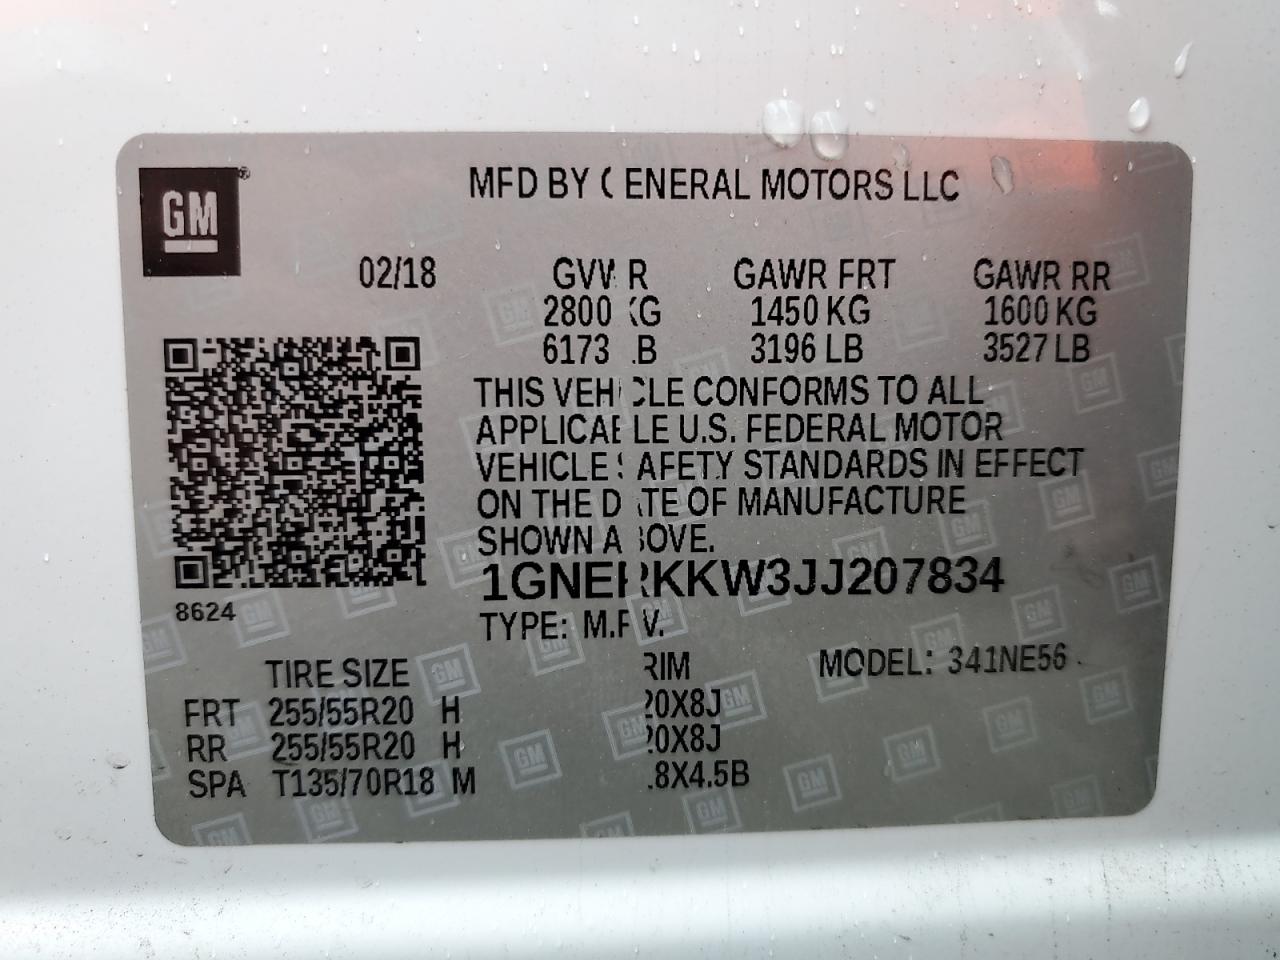 GM
MFD BY GENERAL MOTORS LLC
02/18 GVWR GAWR FRT GAWR RR
2800 KG 1450 KG 1600 KG
6173 LB 3196 LB 3527 LB
THIS VEHICLE CONFORMS TO ALL
APPLICABLE U.S. FEDERAL MOTOR
VEHICLE SAFETY STANDARDS IN EFFECT
ON THE DATE OF MANUFACTURE
SHOWN ABOVE.
1GNERKKW3JJ207834
8624
TYPE: M.P.V.
TIRE SIZE RIM MODEL: 341NE56
FRT 255/55R20 H 20X8J
RR 255/55R20 H 20X8J
SPA T135/70R18 M 18X4.5B